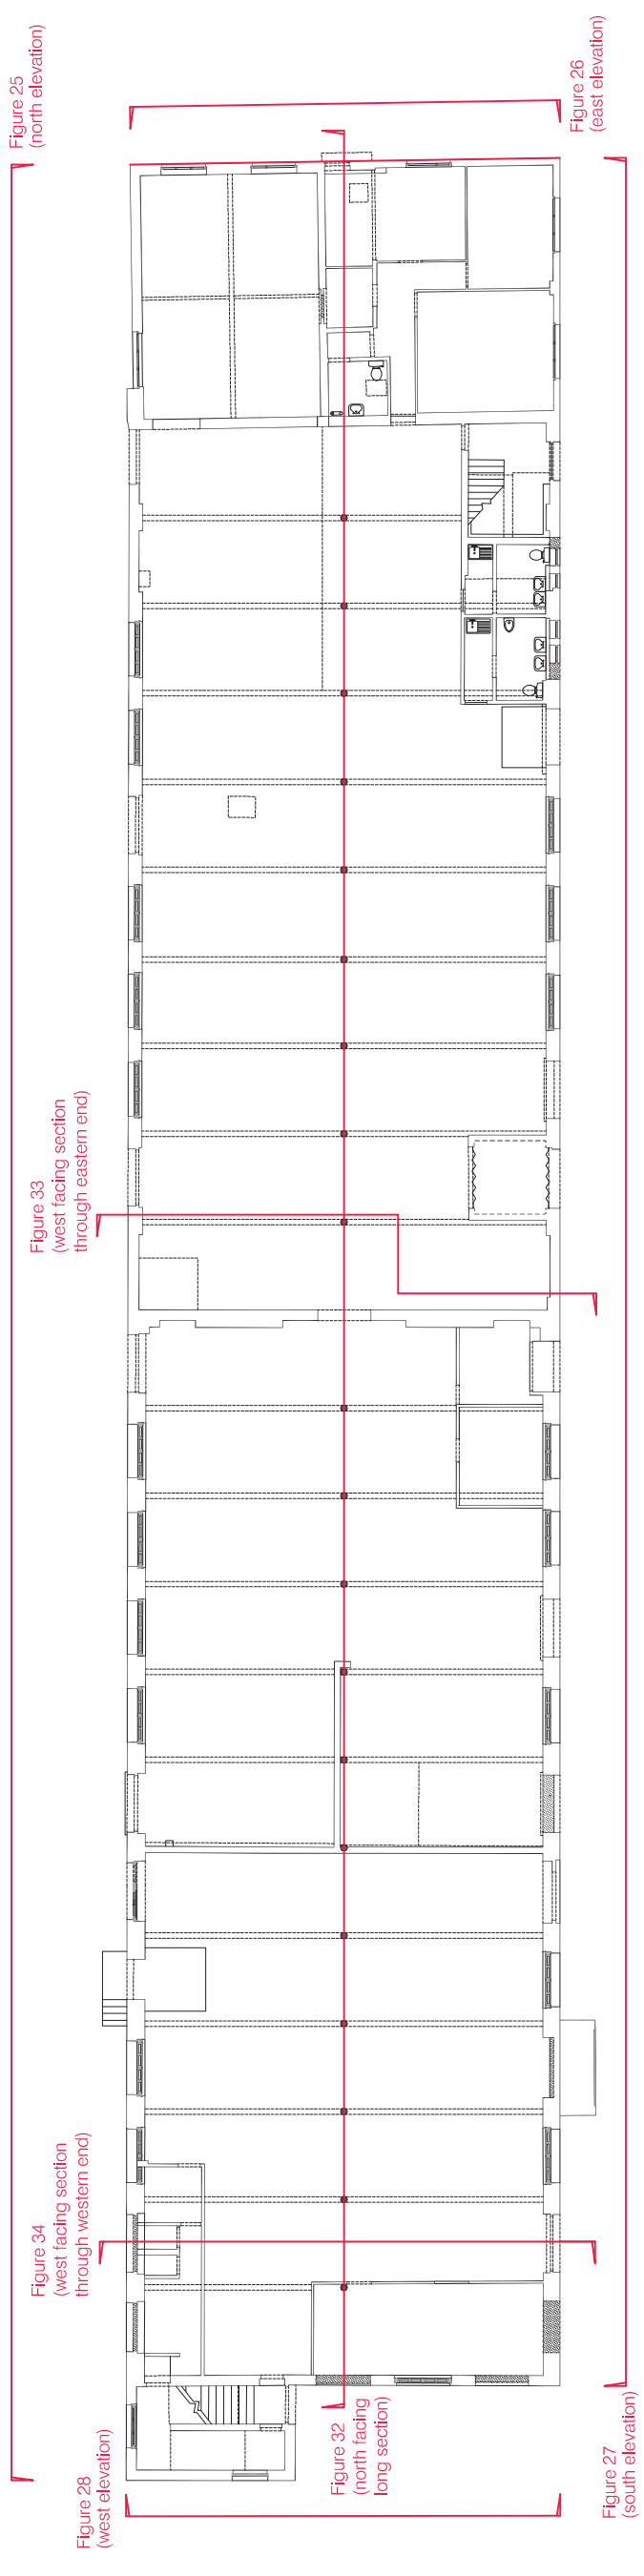 Figure 25
(north elevation)
Figure 26
(east elevation)
Figure 33
(west facing section
through eastern end)
Figure 34
(west facing section
through western end)
Figure 28
(west elevation)
Figure 32
(north facing
long section)
Figure 27
(south elevation)